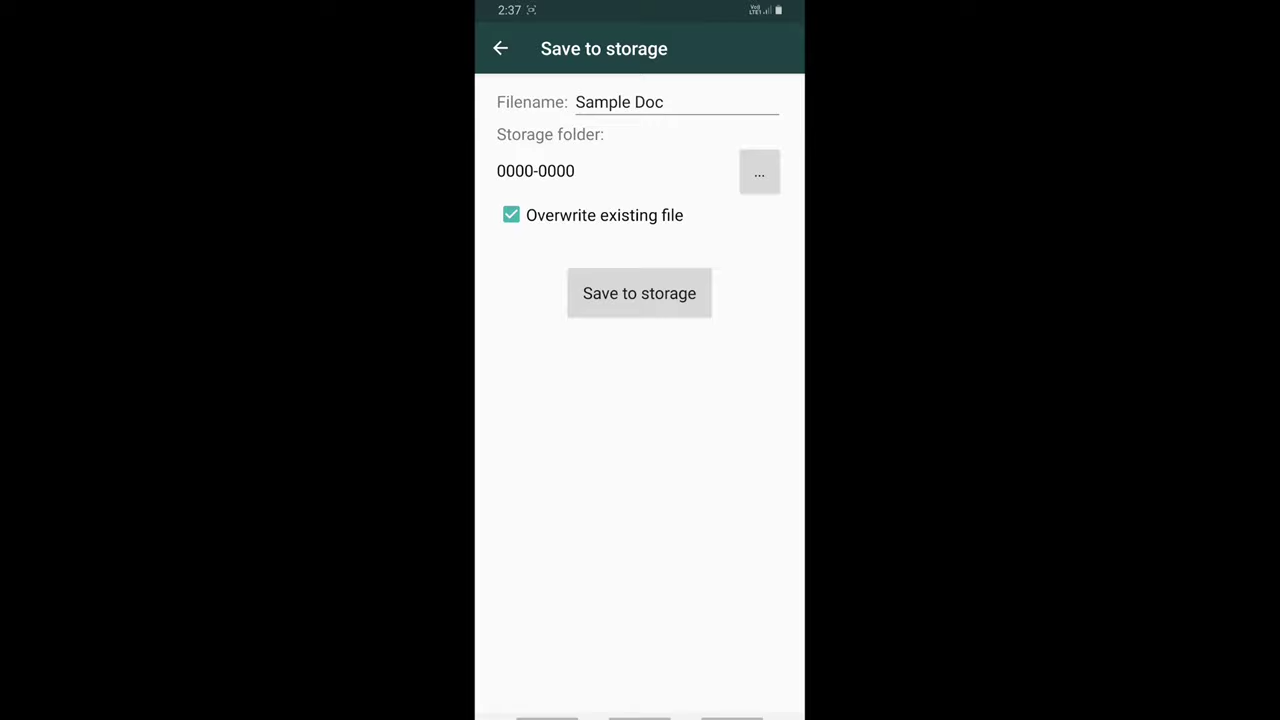 2:37
Save to storage
Filename: Sample Doc
Storage folder:
0000-0000
...
Overwrite existing file
Save to storage